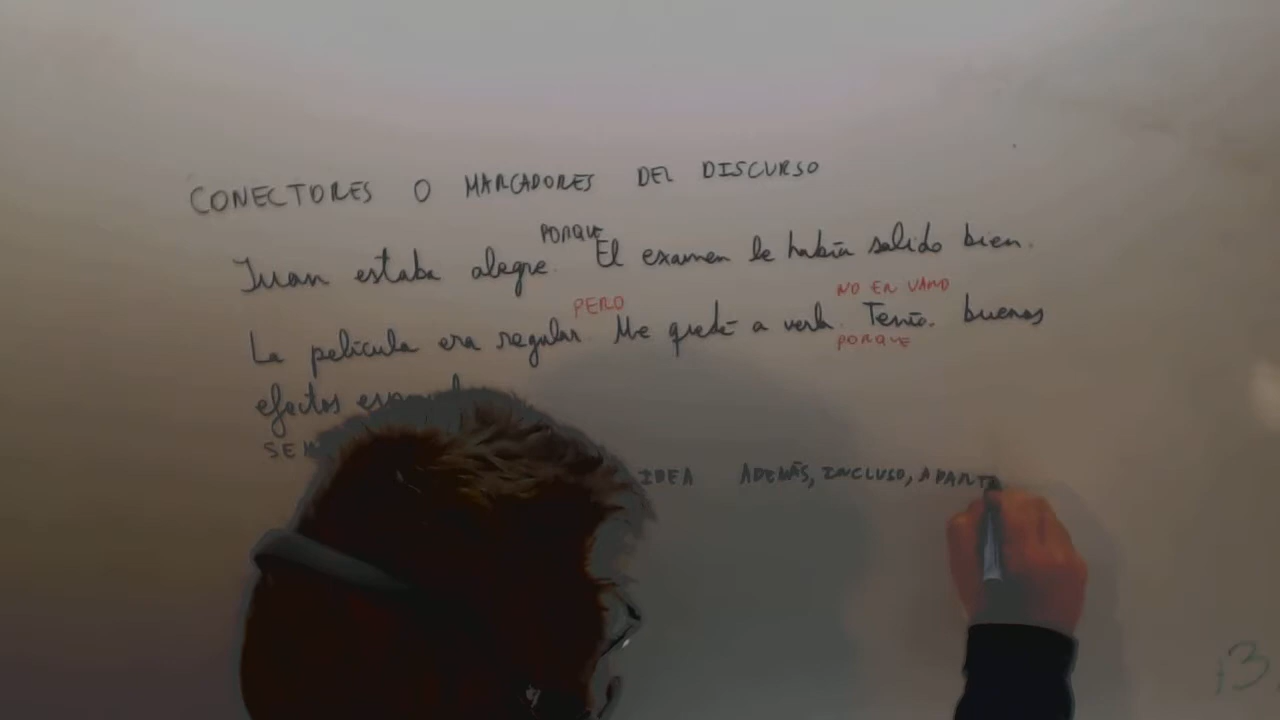 CONECTORES O MARCADORES DEL DISCURSO
PORQUE
Juan estaba alegre. El examen le había salido bien.
PERO NO EN VANO
La película era regular. Me quedé a verla. Tenía buenos
PORQUE
efectos
IDEA ADEMÁS, INCLUSO, APARTE